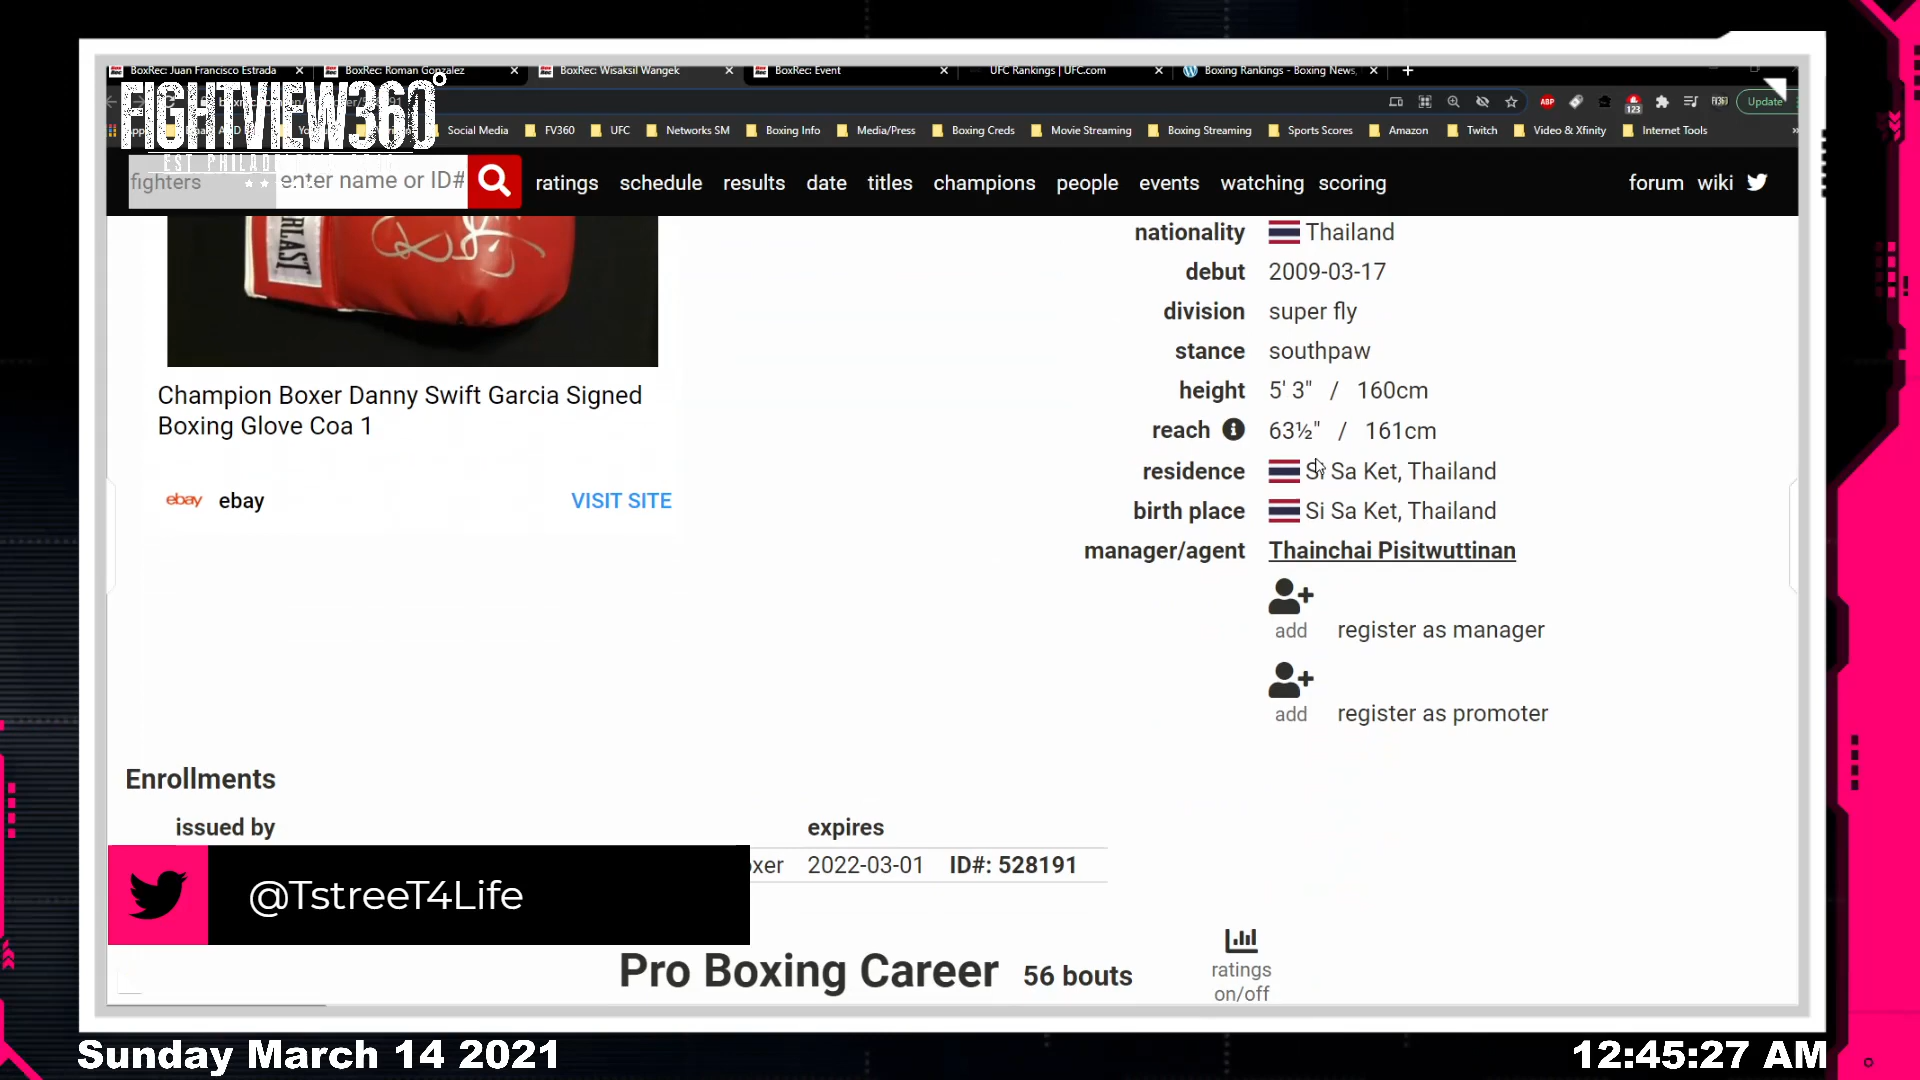 BoxRec: Juan Francisco Estrada
BoxRec: Roman Gonzalez
BoxRec: Wisaksil Wangek
BoxRec: Event
UFC Rankings | UFC.com
Boxing Rankings - Boxing News,
FIGHTVIEW360°
EST PHILADE
ABP
123
Update
Social Media
FV360
UFC
Networks SM
Boxing Info
Media/Press
Boxing Creds
Movie Streaming
Boxing Streaming
Sports Scores
Amazon
Twitch
Video & Xfinity
Internet Tools
fighters
enter name or ID#
ratings schedule results date titles champions people events watching scoring
forum wiki
EVERLAST
Champion Boxer Danny Swift Garcia Signed
Boxing Glove Coa 1
ebay ebay VISIT SITE
nationality Thailand
debut 2009-03-17
division super fly
stance southpaw
height 5' 3" / 160cm
reach 63½" / 161cm
residence Si Sa Ket, Thailand
birth place Si Sa Ket, Thailand
manager/agent Thainchai Pisitwuttinan
add register as manager
add register as promoter
Enrollments
issued by expires
oxer 2022-03-01 ID#: 528191
@TstreeT4Life
Pro Boxing Career 56 bouts
ratings
on/off
Sunday March 14 2021
12:45:27 AM